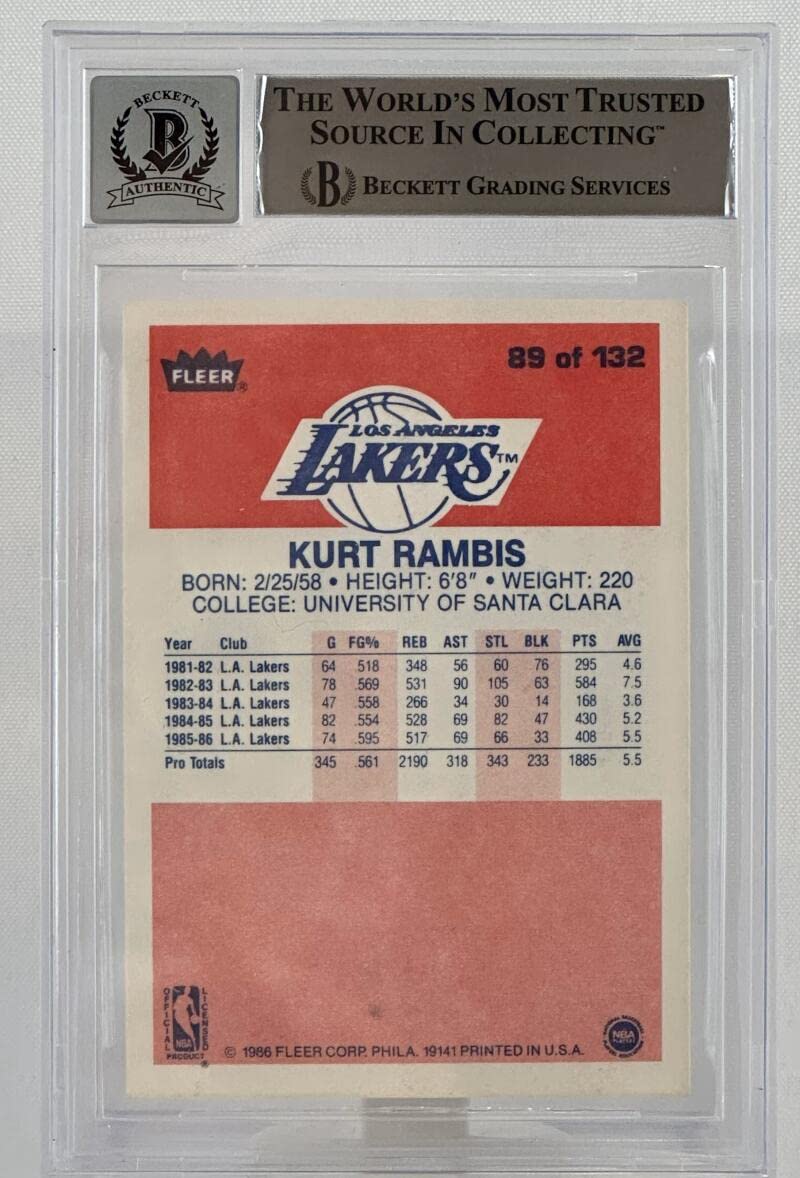 BECKETT
B
AUTHENTIC
THE WORLD'S MOST TRUSTED
SOURCE IN COLLECTING™
B BECKETT GRADING SERVICES
FLEER®
89 of 132
LOS ANGELES
LAKERS™
KURT RAMBIS
BORN: 2/25/58 • HEIGHT: 6'8" • WEIGHT: 220
COLLEGE: UNIVERSITY OF SANTA CLARA
Year Club G FG% REB AST STL BLK PTS AVG
1981-82 L.A. Lakers 64 .518 348 56 60 76 295 4.6
1982-83 L.A. Lakers 78 .569 531 90 105 63 584 7.5
1983-84 L.A. Lakers 47 .558 266 34 30 14 168 3.6
1984-85 L.A. Lakers 82 .554 528 69 82 47 430 5.2
1985-86 L.A. Lakers 74 .595 517 69 66 33 408 5.5
Pro Totals 345 .561 2190 318 343 233 1885 5.5
OFFICIAL LICENSED
NBA
PRODUCT®
© 1986 FLEER CORP. PHILA. 19141 PRINTED IN U.S.A.
NBA
PLAYERS